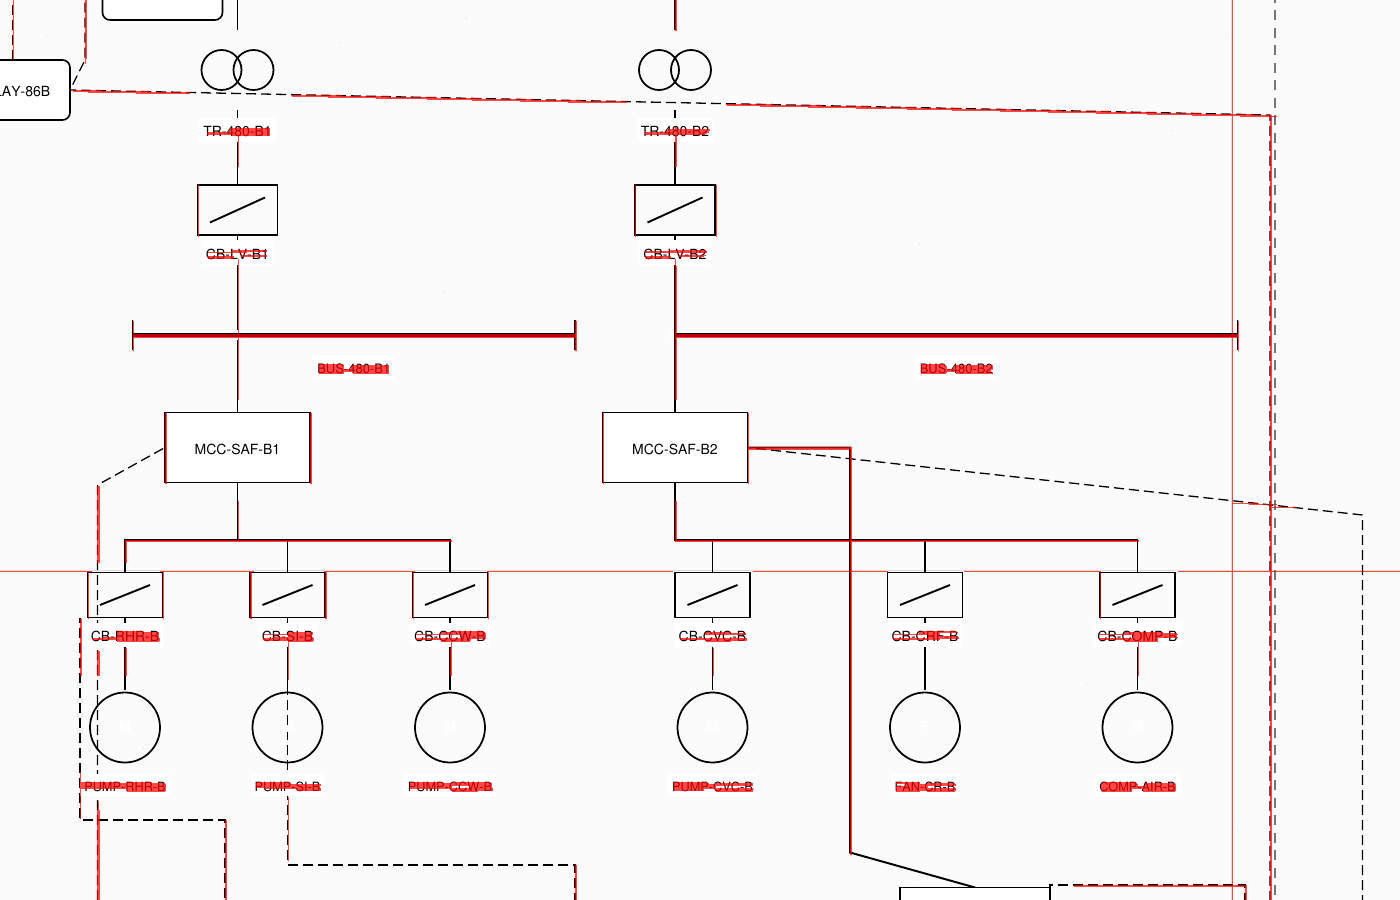 LAY-86B
TR-480-B1
TR-480-B2
CB-LV-B1
CB-LV-B2
BUS-480-B1
BUS-480-B2
MCC-SAF-B1
MCC-SAF-B2
CB-RHR-B
CB-SI-B
CB-CCW-B
CB-CVC-B
CB-CRF-B
CB-COMP-B
PUMP-RHR-B
PUMP-SI-B
PUMP-CCW-B
PUMP-CVC-B
FAN-CR-B
COMP-AIR-B